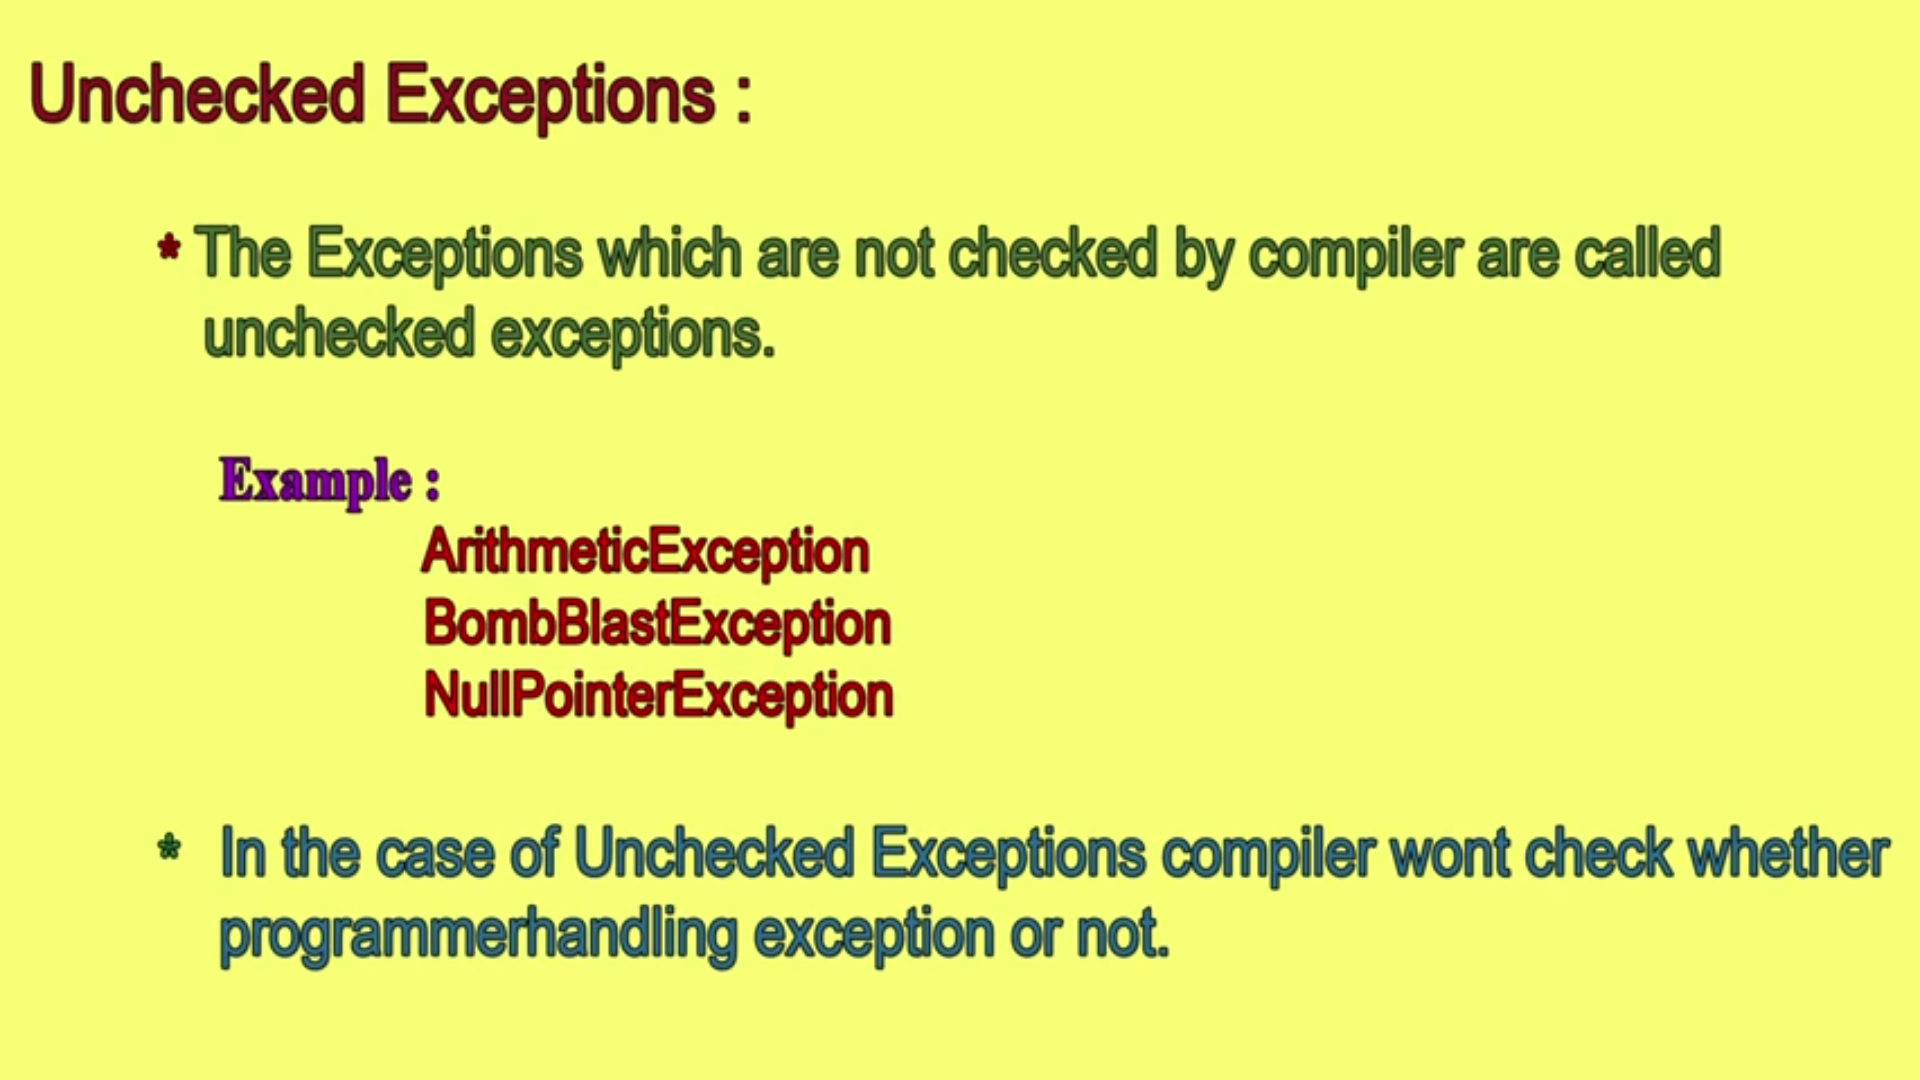 Unchecked Exceptions :
* The Exceptions which are not checked by compiler are called
unchecked exceptions.
Example :
ArithmeticException
BombBlastException
NullPointerException
* In the case of Unchecked Exceptions compiler wont check whether
programmerhandling exception or not.